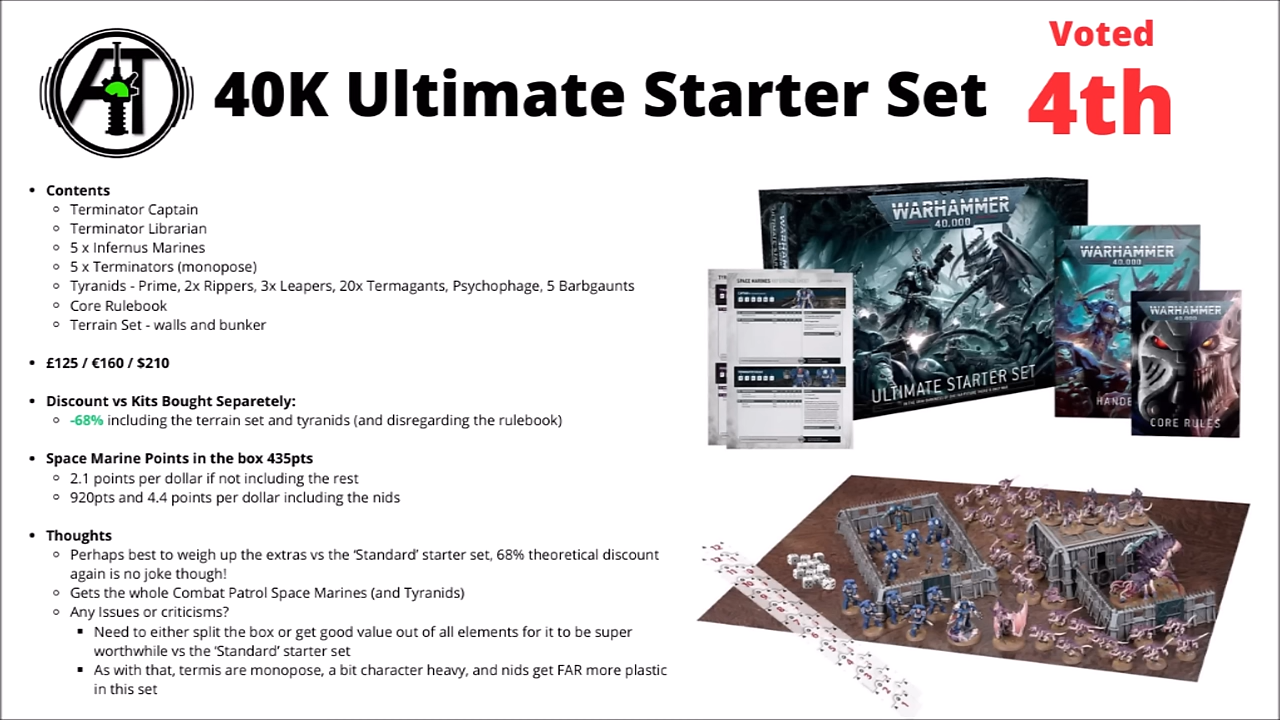 Voted
4th
AT
40K Ultimate Starter Set
• Contents
○ Terminator Captain
○ Terminator Librarian
○ 5 x Infernus Marines
○ 5 x Terminators (monopose)
○ Tyranids - Prime, 2x Rippers, 3x Leapers, 20x Termagants, Psychophage, 5 Barbgaunts
○ Core Rulebook
○ Terrain Set - walls and bunker
• £125 / €160 / $210
• Discount vs Kits Bought Separetely:
○ -68% including the terrain set and tyranids (and disregarding the rulebook)
• Space Marine Points in the box 435pts
○ 2.1 points per dollar if not including the rest
○ 920pts and 4.4 points per dollar including the nids
• Thoughts
○ Perhaps best to weigh up the extras vs the ‘Standard’ starter set, 68% theoretical discount
again is no joke though!
○ Gets the whole Combat Patrol Space Marines (and Tyranids)
○ Any Issues or criticisms?
▪ Need to either split the box or get good value out of all elements for it to be super
worthwhile vs the ‘Standard’ starter set
▪ As with that, termis are monopose, a bit character heavy, and nids get FAR more plastic
in this set
WARHAMMER
40,000
ULTIMATE STARTER SET
WARHAMMER
40,000
WARHAMMER
40,000
CORE RULES
SPACE MARINES